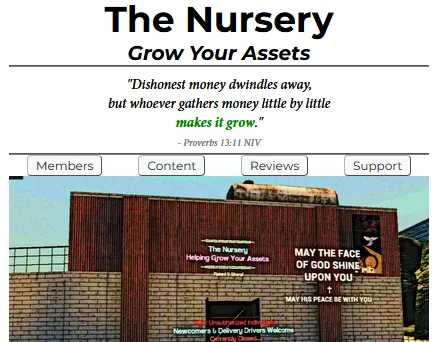 The Nursery
Grow Your Assets
"Dishonest money dwindles away,
but whoever gathers money little by little
makes it grow."
- Proverbs 13:11 NIV
Members
Content
Reviews
Support
The Nursery
Helping Grow Your Assets
MAY THE FACE
OF GOD SHINE
UPON YOU
MAY HIS PEACE BE WITH YOU
Unauthorized
Newcomers & Delivery Drivers Welcome
Currently Closed...